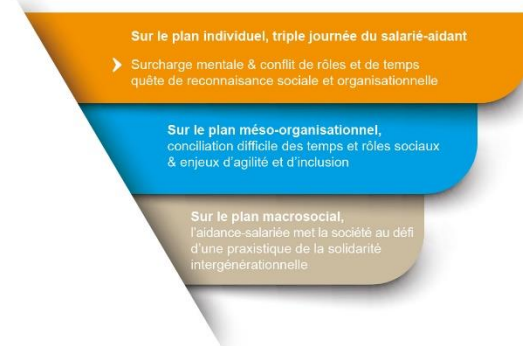 Sur le plan individuel, triple journée du salarié-aidant
Surcharge mentale & conflit de rôles et de temps
quête de reconnaisance sociale et organisationnelle
Sur le plan méso-organisationnel,
conciliation difficile des temps et rôles sociaux
& enjeux d'agilité et d'inclusion
Sur le plan macrosocial,
l'aidance-salariée met la société au défi
d'une praxistique de la solidarité
intergénérationnelle